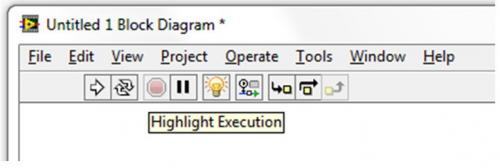 Untitled 1 Block Diagram *
File Edit View Project Operate Tools Window Help
Highlight Execution